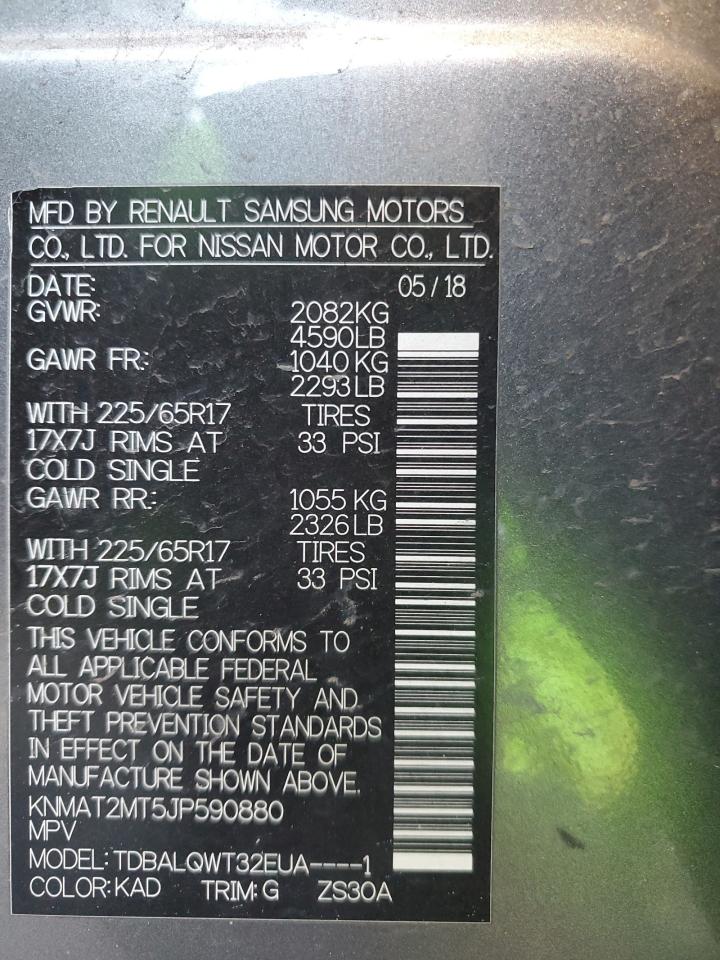 MFD BY RENAULT SAMSUNG MOTORS
CO., LTD. FOR NISSAN MOTOR CO., LTD.
DATE: 05/18
GVWR: 2082KG
4590LB
GAWR FR: 1040 KG
2293LB
WITH 225/65R17 TIRES
17X7J RIMS AT 33 PSI
COLD SINGLE
GAWR RR: 1055 KG
2326LB
WITH 225/65R17 TIRES
17X7J RIMS AT 33 PSI
COLD SINGLE
THIS VEHICLE CONFORMS TO
ALL APPLICABLE FEDERAL
MOTOR VEHICLE SAFETY AND
THEFT PREVENTION STANDARDS
IN EFFECT ON THE DATE OF
MANUFACTURE SHOWN ABOVE.
KNMAT2MT5JP590880
MPV
MODEL: TDBALQWT32EUA----1
COLOR: KAD TRIM: G ZS30A